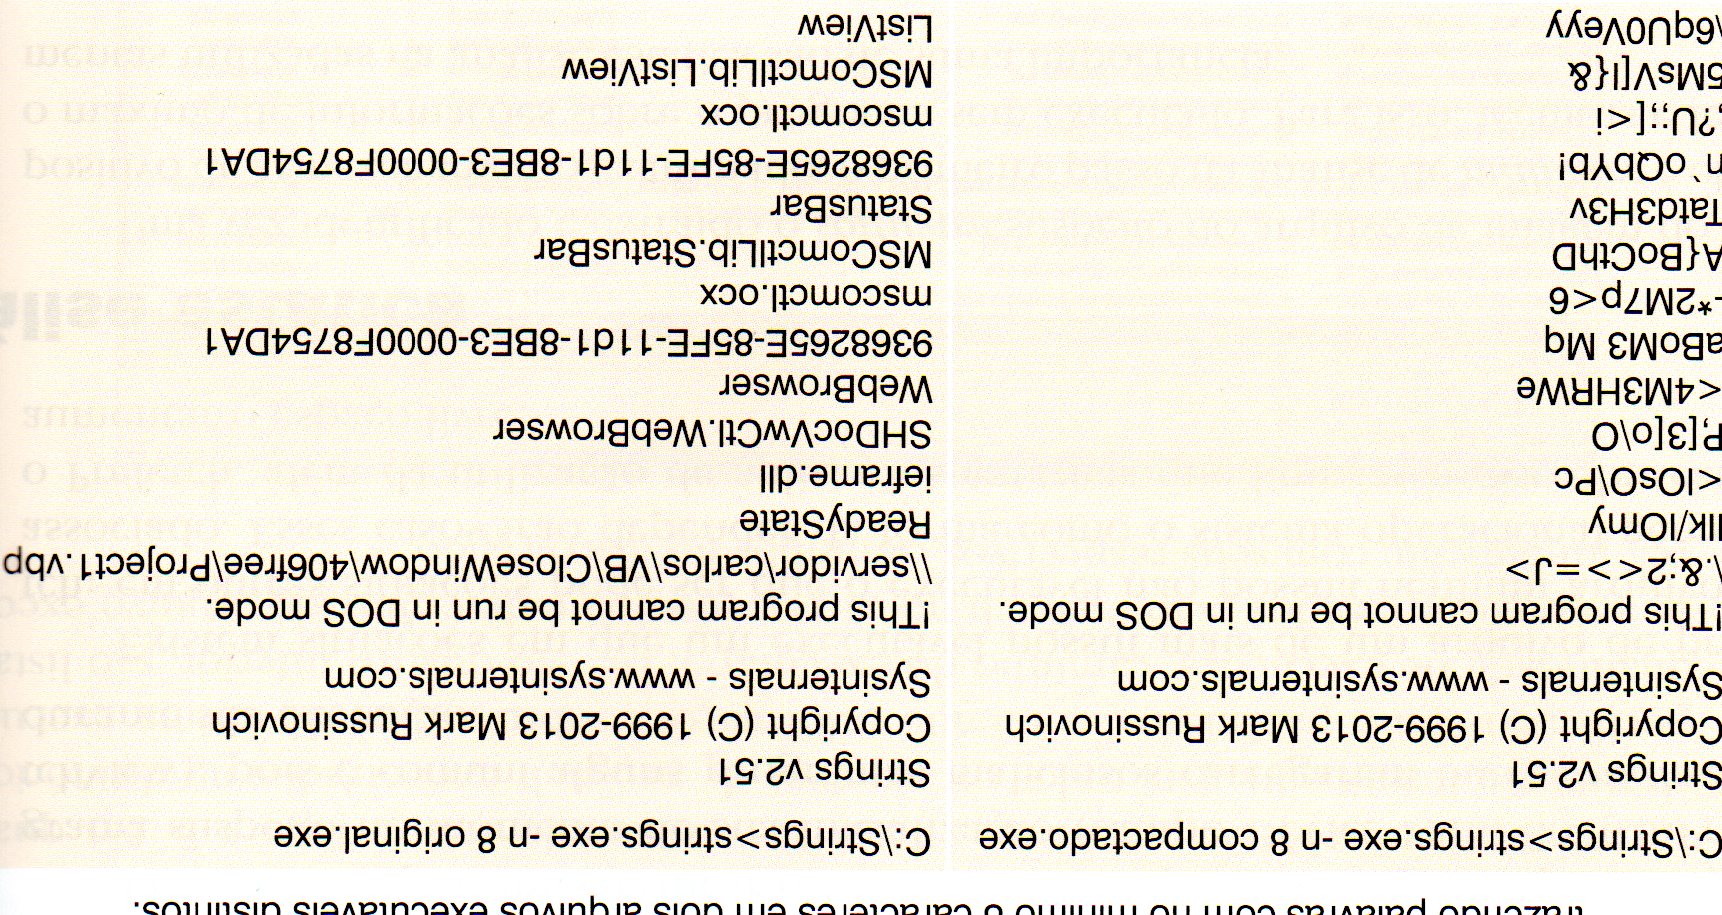 trazendo palavras com no mínimo 8 caracteres em dois arquivos executáveis distintos.
C:\Strings>strings.exe -n 8 compactado.exe
Strings v2.51
Copyright (C) 1999-2013 Mark Russinovich
Sysinternals - www.sysinternals.com
!This program cannot be run in DOS mode.
\.&;2<>=J>
Ilk/IOmy
<IOsO\Pc
P,[3[o\O
<4M3HRWe
aBoM3 Mq
-*2M7p<6
A{BoCthD
Tatd3H3v
n`oQbYb!
,?U;;[<i
5MsV[I{&
\6qU0Veyy
C:\Strings>strings.exe -n 8 original.exe
Strings v2.51
Copyright (C) 1999-2013 Mark Russinovich
Sysinternals - www.sysinternals.com
!This program cannot be run in DOS mode.
\\servidor\carlos\VB\CloseWindow\406free\Project1.vbp
ReadyState
ieframe.dll
SHDocVwCtl.WebBrowser
WebBrowser
9368265E-85FE-11d1-8BE3-0000F8754DA1
mscomctl.ocx
MSComctlLib.StatusBar
StatusBar
9368265E-85FE-11d1-8BE3-0000F8754DA1
mscomctl.ocx
MSComctlLib.ListView
ListView